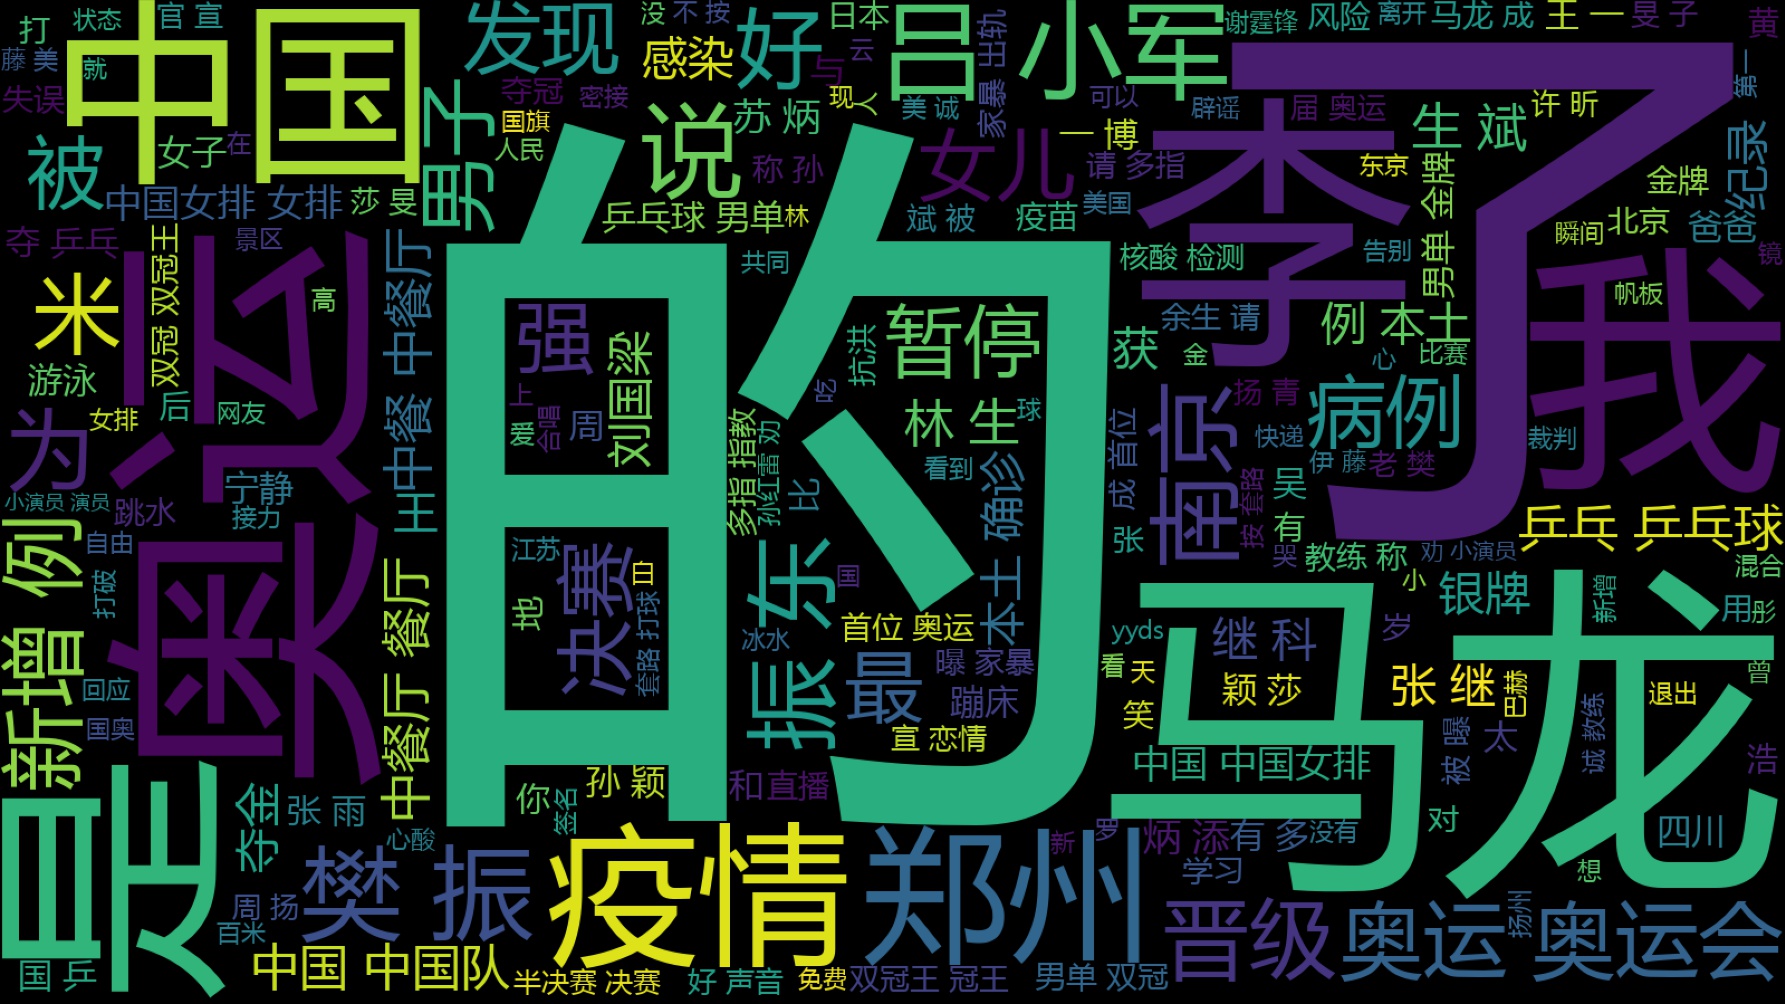 打
状态
官 宣
中国
发现
没
不 按
好
日本
吕小军
谢霆锋
风险
离开
马龙 成
王 一
旻 子
黄
藤 美
就
感染
与
云
出轨
家暴
失误
夺冠
密接
现
人
美 诚
可以
辟谣
届 奥运
许 昕
第一
被
女子
在
男子
国旗
人民
说
苏 炳
女儿
一 博
李
了
生 斌
纪录
中国女排 女排
莎 旻
称 孙
请 多指
东京
金牌
男单 金牌
乒乓球 男单
林
斌 被
疫苗
美国
瞬间
北京
爸爸
夺 乒乓
奥运
双冠 双冠王
景区
中餐 中餐厅
的
共同
核酸 检测
告别
我
镜
米
高
强
刘国梁
抗洪
暂停
余生 请
例 本土
帆板
游泳
获
金
心
比赛
为
女排
后
网友
上
爱
合唱
周
多指 指教
孙红雷 劝
吃
林 生
球
成 首位
南京
扬 青
病例
快递
裁判
小演员 演员
跳水
宁静
接力
王
看到
比
确诊
本土
吴
按 套路
伊 藤
老 樊
新增 例
自由
打破
江苏
决赛
白
地
套路 打球
振东
国
张
有
哭
教练 称
劝 小演员
乒乓 乒乓球
混合
中餐厅 餐厅
冰水
首位 奥运
yyds
继 科
岁
小
银牌
新增
用
彤
回应
国奥
最
曝 家暴
蹦床
看
天
颖 莎
张 继
巴赫
退出
曾
马龙
是
宣 恋情
笑
被 曝
太
诚 教练
中国 中国女排
浩
夺金
张 雨
你
签名
孙 颖
和
直播
对
心酸
樊 振
疫情
郑州
新
罗
炳 添
有 多
没有
四川
周 扬
学习
想
百米
晋级
奥运 奥运会
扬州
国 乒
中国 中国队
半决赛 决赛
好 声音
免费
双冠王 冠王
男单 双冠